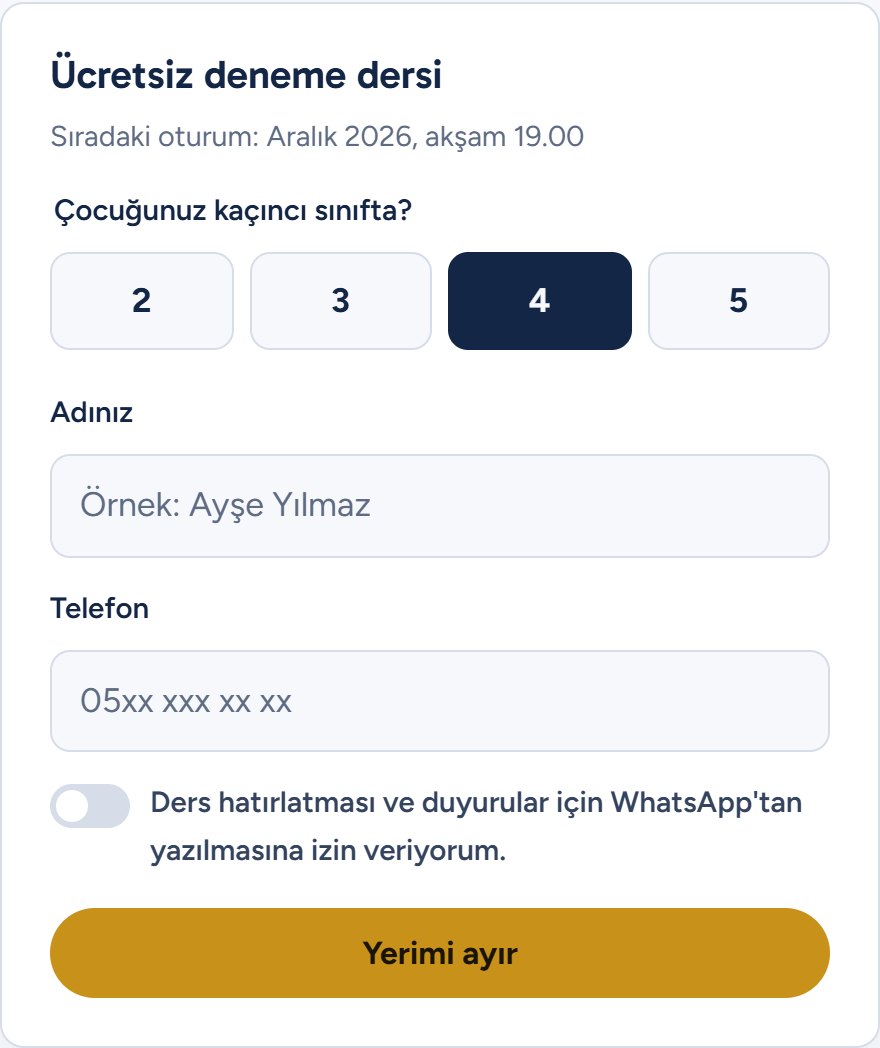 Ücretsiz deneme dersi
Sıradaki oturum: Aralık 2026, akşam 19.00
Çocuğunuz kaçıncı sınıfta?
2 3 4 5
Adınız
Örnek: Ayşe Yılmaz
Telefon
05xx xxx xx xx
Ders hatırlatması ve duyurular için WhatsApp'tan
yazılmasına izin veriyorum.
Yerimi ayır